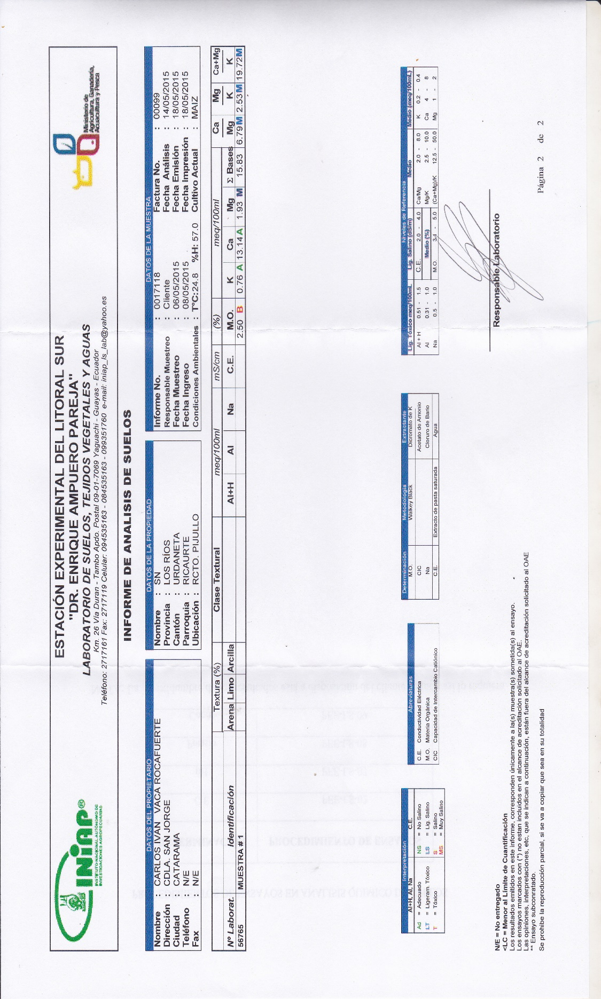 INIAP®
INSTITUTO NACIONAL AUTÓNOMO DE
INVESTIGACIONES AGROPECUARIAS
ESTACIÓN EXPERIMENTAL DEL LITORAL SUR
"DR. ENRIQUE AMPUERO PAREJA"
LABORATORIO DE SUELOS, TEJIDOS VEGETALES Y AGUAS
Km. 26 Vía Duran - Tambo Apdo. Postal 09-01-7069 Yaguachi - Guayas - Ecuador
Teléfono: 2717161 Fax: 2717119 Celular: 094535163 - 084535163 - 099351760 e-mail: iniap_ls_lab@yahoo.es
Ministerio de
Agricultura, Ganadería,
Acuacultura y Pesca
INFORME DE ANALISIS DE SUELOS
DATOS DEL PROPIETARIO
Nombre : CARLOS IVAN VACA ROCAFUERTE
Dirección : CDLA. SAN JORGE
Ciudad : CATARAMA
Teléfono : N/E
Fax : N/E
DATOS DE LA PROPIEDAD
Nombre : SN
Provincia : LOS RÍOS
Cantón : URDANETA
Parroquia : RICAURTE
Ubicación : RCTO. PIJULLO
DATOS DE LA MUESTRA
Informe No. : 0017118 Factura No. : 00099
Responsable Muestreo : Cliente Fecha Análisis : 14/05/2015
Fecha Muestreo : 06/05/2015 Fecha Emisión : 18/05/2015
Fecha Ingreso : 08/05/2015 Fecha Impresión : 18/05/2015
Condiciones Ambientales : T°C:24.8 %H: 57.0 Cultivo Actual : MAIZ
Textura (%) Clase Textural meq/100ml mS/cm (%) meq/100ml Ca Mg Ca+Mg
Nº Laborat. Identificación Arena Limo Arcilla Al+H Al Na C.E. M.O. K Ca Mg Σ Bases Mg K K
56765 MUESTRA # 1 2.50 B 0.76 A 13.14 A 1.93 M 15.83 6.79 M 2.53 M 19.72 M
Interpretación
Al+H, Al, Na C.E.
Ad = Adecuado NS = No Salino
LT = Ligeram. Tóxico LS = Lig. Salino
T = Tóxico S = Salino
MS = Muy Salino
Abreviaturas
C.E. Conductividad Eléctrica
M.O. Materia Orgánica
CIC Capacidad de Intercambio Catiónico
Determinación Metodología Extractante
M.O. Walkey Black Dicromato de K
CIC Acetato de Amonio
Na Cloruro de Bario
C.E. Extracto de pasta saturada Agua
Niveles de Referencia
Lig. Tóxico meq/100mL Lig. Salino (dS/m) Medio Medio (meq/100mL)
Al + H 0.51 - 1.5 C.E. 2.0 - 4.0 Ca/Mg 2.0 - 8.0 K 0.2 - 0.4
Al 0.31 - 1.0 Medio (%) Mg/K 2.5 - 10.0 Ca 4 - 8
Na 0.5 - 1.0 M.O. 3.1 - 5.0 (Ca+Mg)/K 12.5 - 50.0 Mg 1 - 2
N/E = No entregado
<LC = Menor al Límite de Cuantificación
Los resultados emitidos en este informe, corresponden únicamente a la(s) muestra(s) sometida(s) al ensayo.
Los ensayos marcados con (*) no estan incluidos en el alcance de acreditación solicitado al OAE.
Las opiniones, interpretaciones, etc, que se indican a continuación, están fuera del alcance de acreditación solicitado al OAE
** Ensayo subcontratado.
Se prohibe la reproducción parcial, si se va a copiar que sea en su totalidad
Responsable Laboratorio
Página 2 de 2